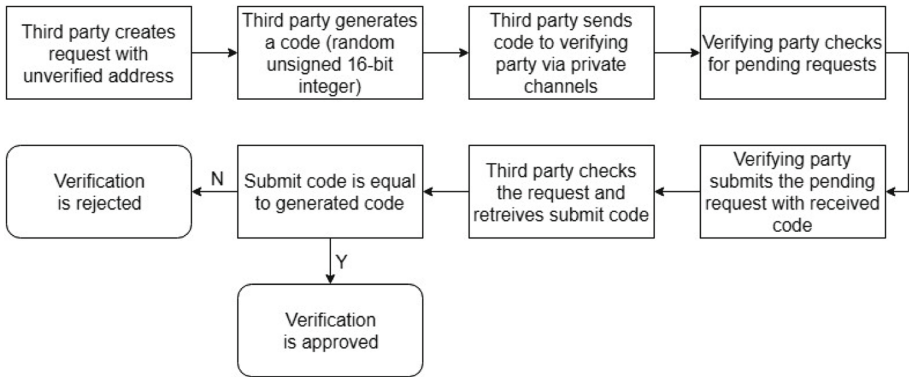 Third party creates
request with
unverified address
Third party generates
a code (random
unsigned 16-bit
integer)
Third party sends
code to verifying
party via private
channels
Verifying party checks
for pending requests
Verifying party
submits the pending
request with received
code
Third party checks
the request and
retreives submit code
Submit code is equal
to generated code
N
Verification
is rejected
Y
Verification
is approved